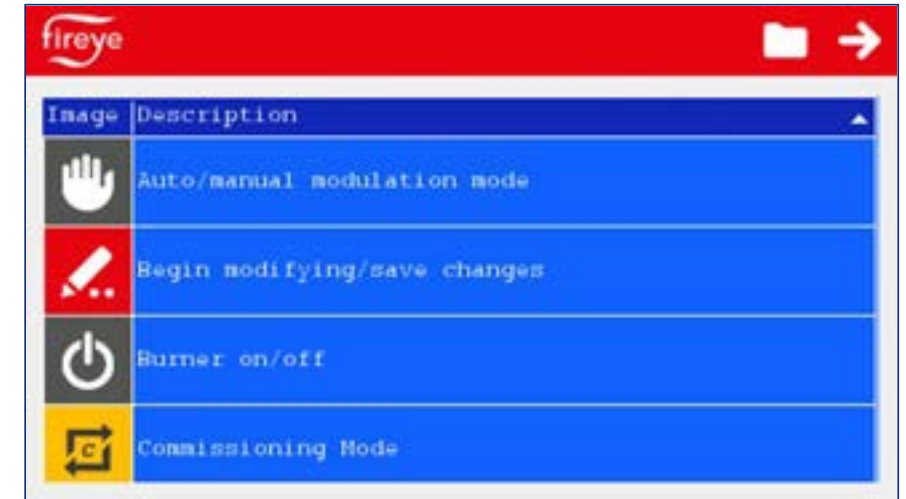 fireye
Image Description
Auto/manual modulation mode
Begin modifying/save changes
Burner on/off
C
Commissioning Mode